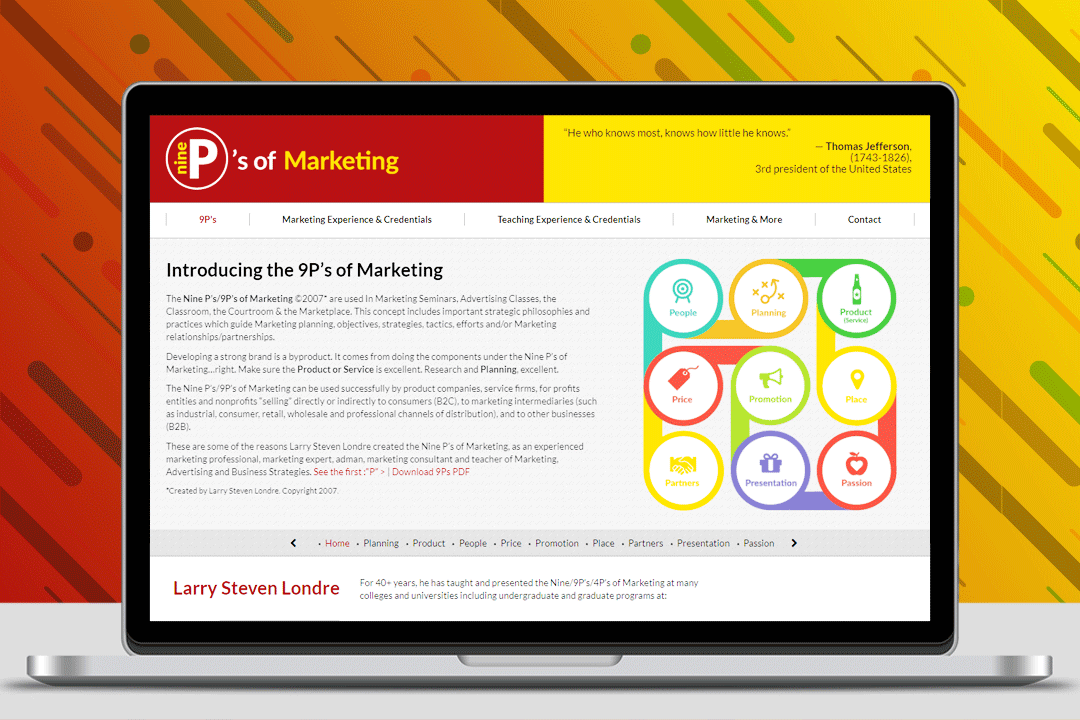 nine P's of Marketing
“He who knows most, knows how little he knows.”
— Thomas Jefferson,
(1743-1826),
3rd president of the United States
9P's
Marketing Experience & Credentials
Teaching Experience & Credentials
Marketing & More
Contact
Introducing the 9P's of Marketing
The Nine P's/9P's of Marketing ©2007* are used In Marketing Seminars, Advertising Classes, the
Classroom, the Courtroom & the Marketplace. This concept includes important strategic philosophies and
practices which guide Marketing planning, objectives, strategies, tactics, efforts and/or Marketing
relationships/partnerships.
Developing a strong brand is a byproduct. It comes from doing the components under the Nine P's of
Marketing...right. Make sure the Product or Service is excellent. Research and Planning, excellent.
The Nine P's/9P's of Marketing can be used successfully by product companies, service firms, for profits
entities and nonprofits “selling” directly or indirectly to consumers (B2C), to marketing intermediaries (such
as industrial, consumer, retail, wholesale and professional channels of distribution), and to other businesses
(B2B).
These are some of the reasons Larry Steven Londre created the Nine P's of Marketing, as an experienced
marketing professional, marketing expert, adman, marketing consultant and teacher of Marketing,
Advertising and Business Strategies. See the first :“P” > | Download 9Ps PDF
*Created by Larry Steven Londre. Copyright 2007.
People
Planning
Product
(Service)
Price
Promotion
Place
Partners
Presentation
Passion
• Home • Planning • Product • People • Price • Promotion • Place • Partners • Presentation • Passion
Larry Steven Londre
For 40+ years, he has taught and presented the Nine/9P's/4P's of Marketing at many
colleges and universities including undergraduate and graduate programs at: